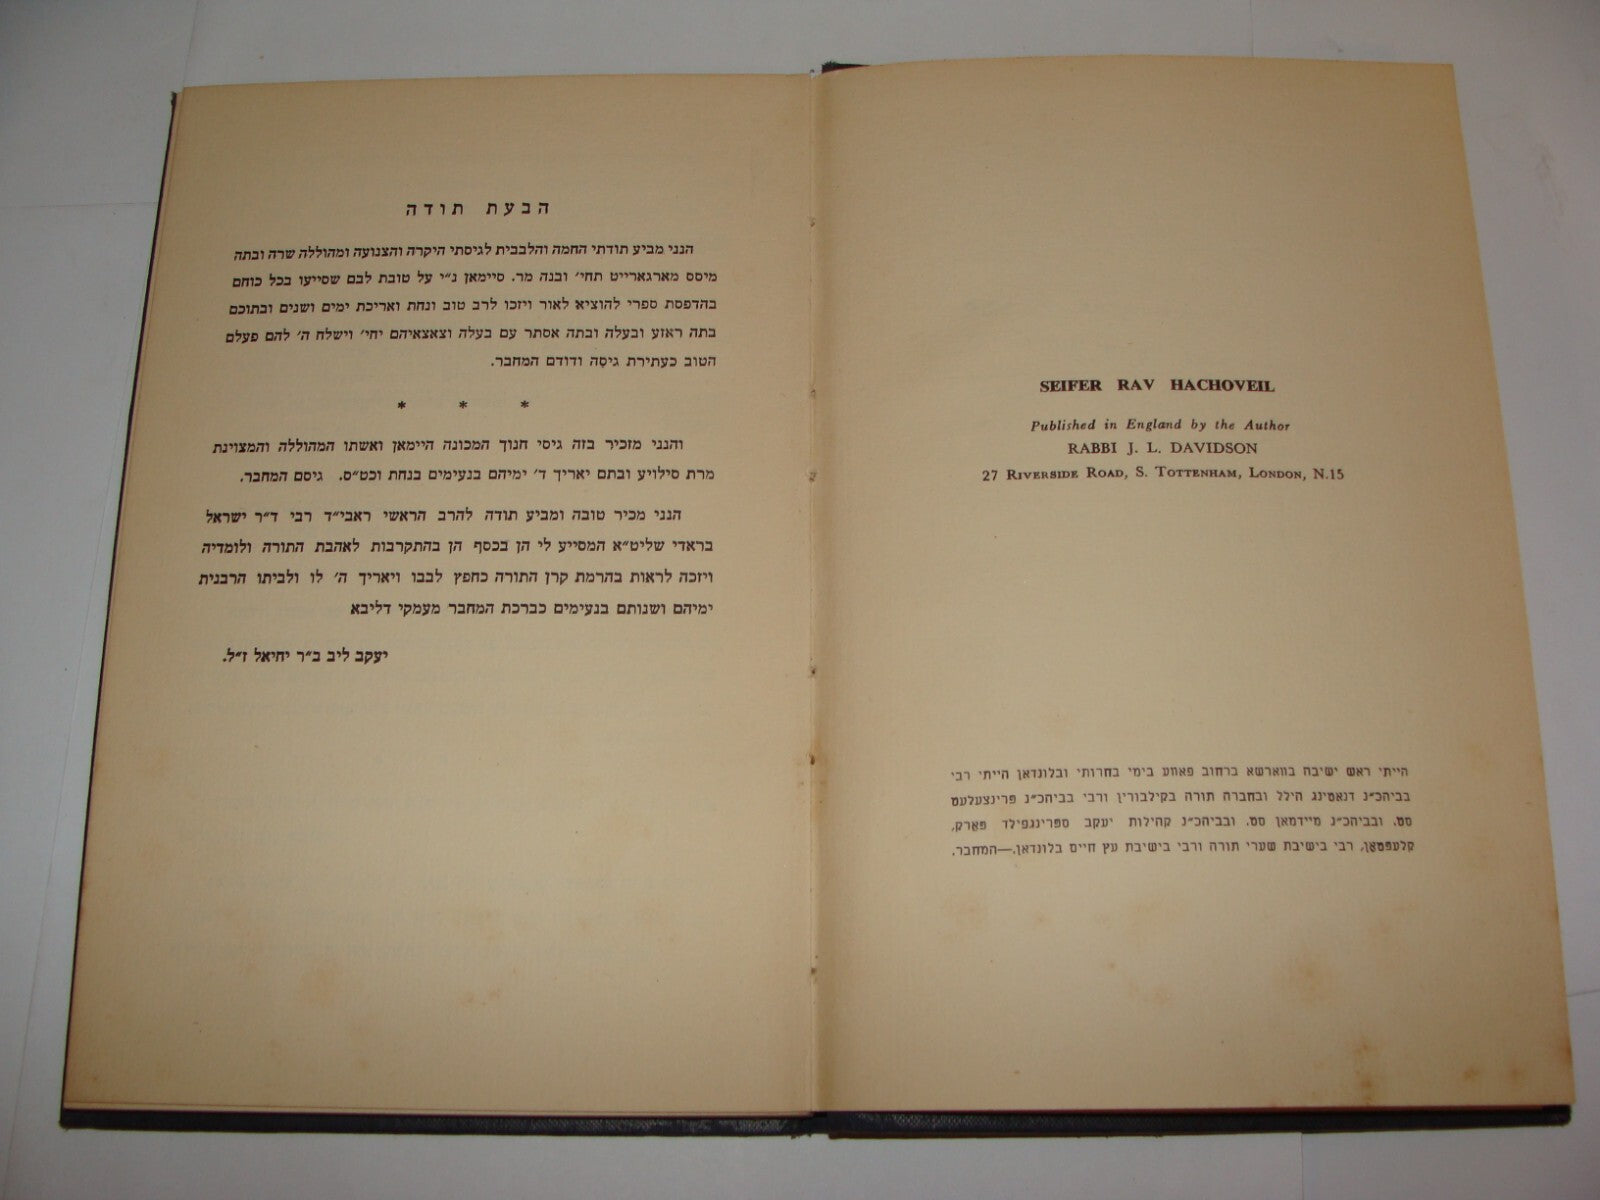 SEIFER RAV HACHOVEIL
Published in England by the Author
RABBI J. L. DAVIDSON
27 Riverside Road, S. Tottenham, London, N.15
הייתי ראש ישיבה בווארשא ברחוב פאווע בימי בחרותי ובלונדאן הייתי רבי
בביהכ״נ דנאטינג הילל ובחברה תורה בקילבורין ורבי בביהכ״נ פרינצעלעט
סט. ובביהכ״נ מיידמאן סט. ובביהכ״נ קהילות יעקב ספרינגפילד פארק,
קלעפטאן, רבי בישיבת שערי תורה ורבי בישיבת עץ חיים בלונדאן.—המחבר.
הבעת תודה
הנני מביע תודתי החמה והלבבית לגיסתי היקרה והצנועה ומהוללה שרה ובתה
מיסס מארגארייט תחי׳ ובנה מר. סיימאן נ״י על טובת לבם שסייעו בכל כוחם
בהדפסת ספרי להוציא לאור ויזכו לרב טוב ונחת ואריכת ימים ושנים ובתוכם
בתה ראזע ובעלה ובתה אסתר עם בעלה וצאצאיהם יחי׳ וישלח ה׳ להם פעלם
הטוב כעתירת גיסה ודודם המחבר.
* * *
והנני מזכיר בזה גיסי חנוך המכונה היימאן ואשתו המהוללה והמצוינת
מרת סילויע ובתם יאריך ד׳ ימיהם בנעימים בנחת וכט״ס. גיסם המחבר.
הנני מכיר טובה ומביע תודה להרב הראשי ראבי״ד רבי ד״ר ישראל
בראדי שליט״א המסייע לי הן בכסף הן בהתקרבות לאהבת התורה ולומדיה
ויזכה לראות בהרמת קרן התורה כחפץ לבבו ויאריך ה׳ לו ולביתו הרבנית
ימיהם ושנותם בנעימים כברכת המחבר מעמקי דליבא
יעקב ליב ב״ר יחיאל ז״ל.